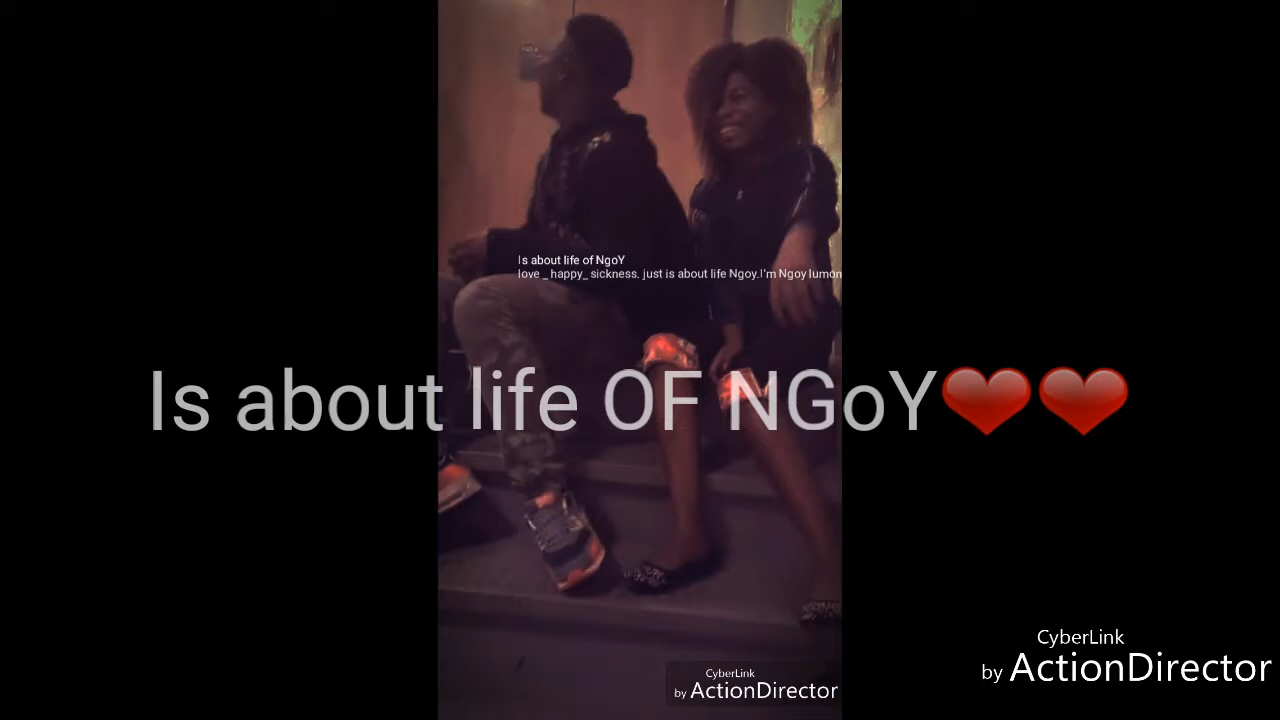 Is about life of NgoY
love _ happy_ sickness. just is about life Ngoy.I'm Ngoy lumon
Is about life OF NGoY❤❤
CyberLink
by ActionDirector
CyberLink
by ActionDirector